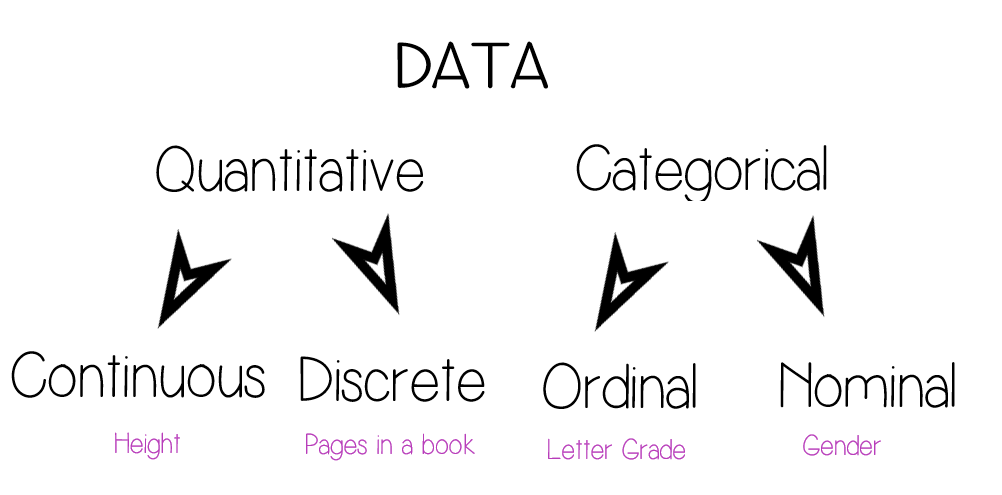 DATA
Quantitative Categorical
Continuous Discrete Ordinal Nominal
Height Pages in a book Letter Grade Gender